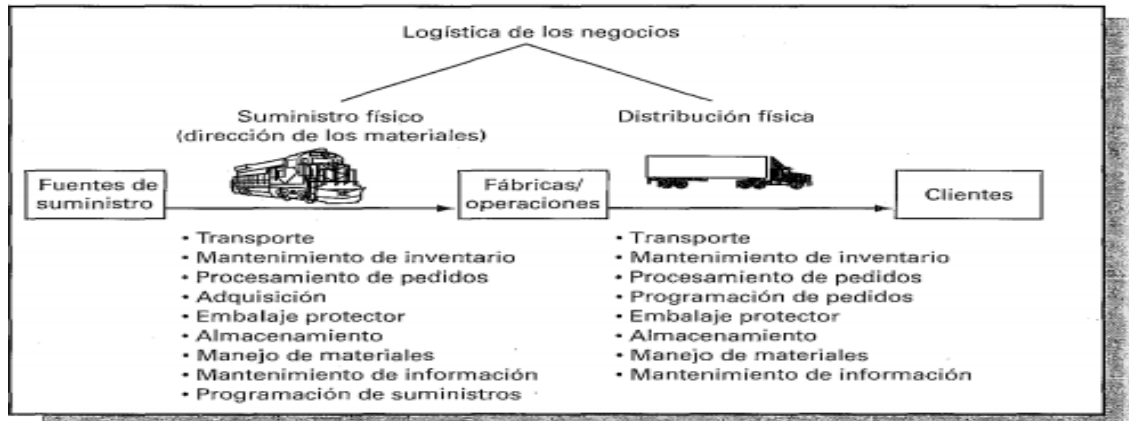 Logística de los negocios
Suministro físico
(dirección de los materiales)
Distribución física
Fuentes de
suministro
Fábricas/
operaciones
Clientes
• Transporte
• Mantenimiento de inventario
• Procesamiento de pedidos
• Adquisición
• Embalaje protector
• Almacenamiento
• Manejo de materiales
• Mantenimiento de información
• Programación de suministros
• Transporte
• Mantenimiento de inventario
• Procesamiento de pedidos
• Programación de pedidos
• Embalaje protector
• Almacenamiento
• Manejo de materiales
• Mantenimiento de información